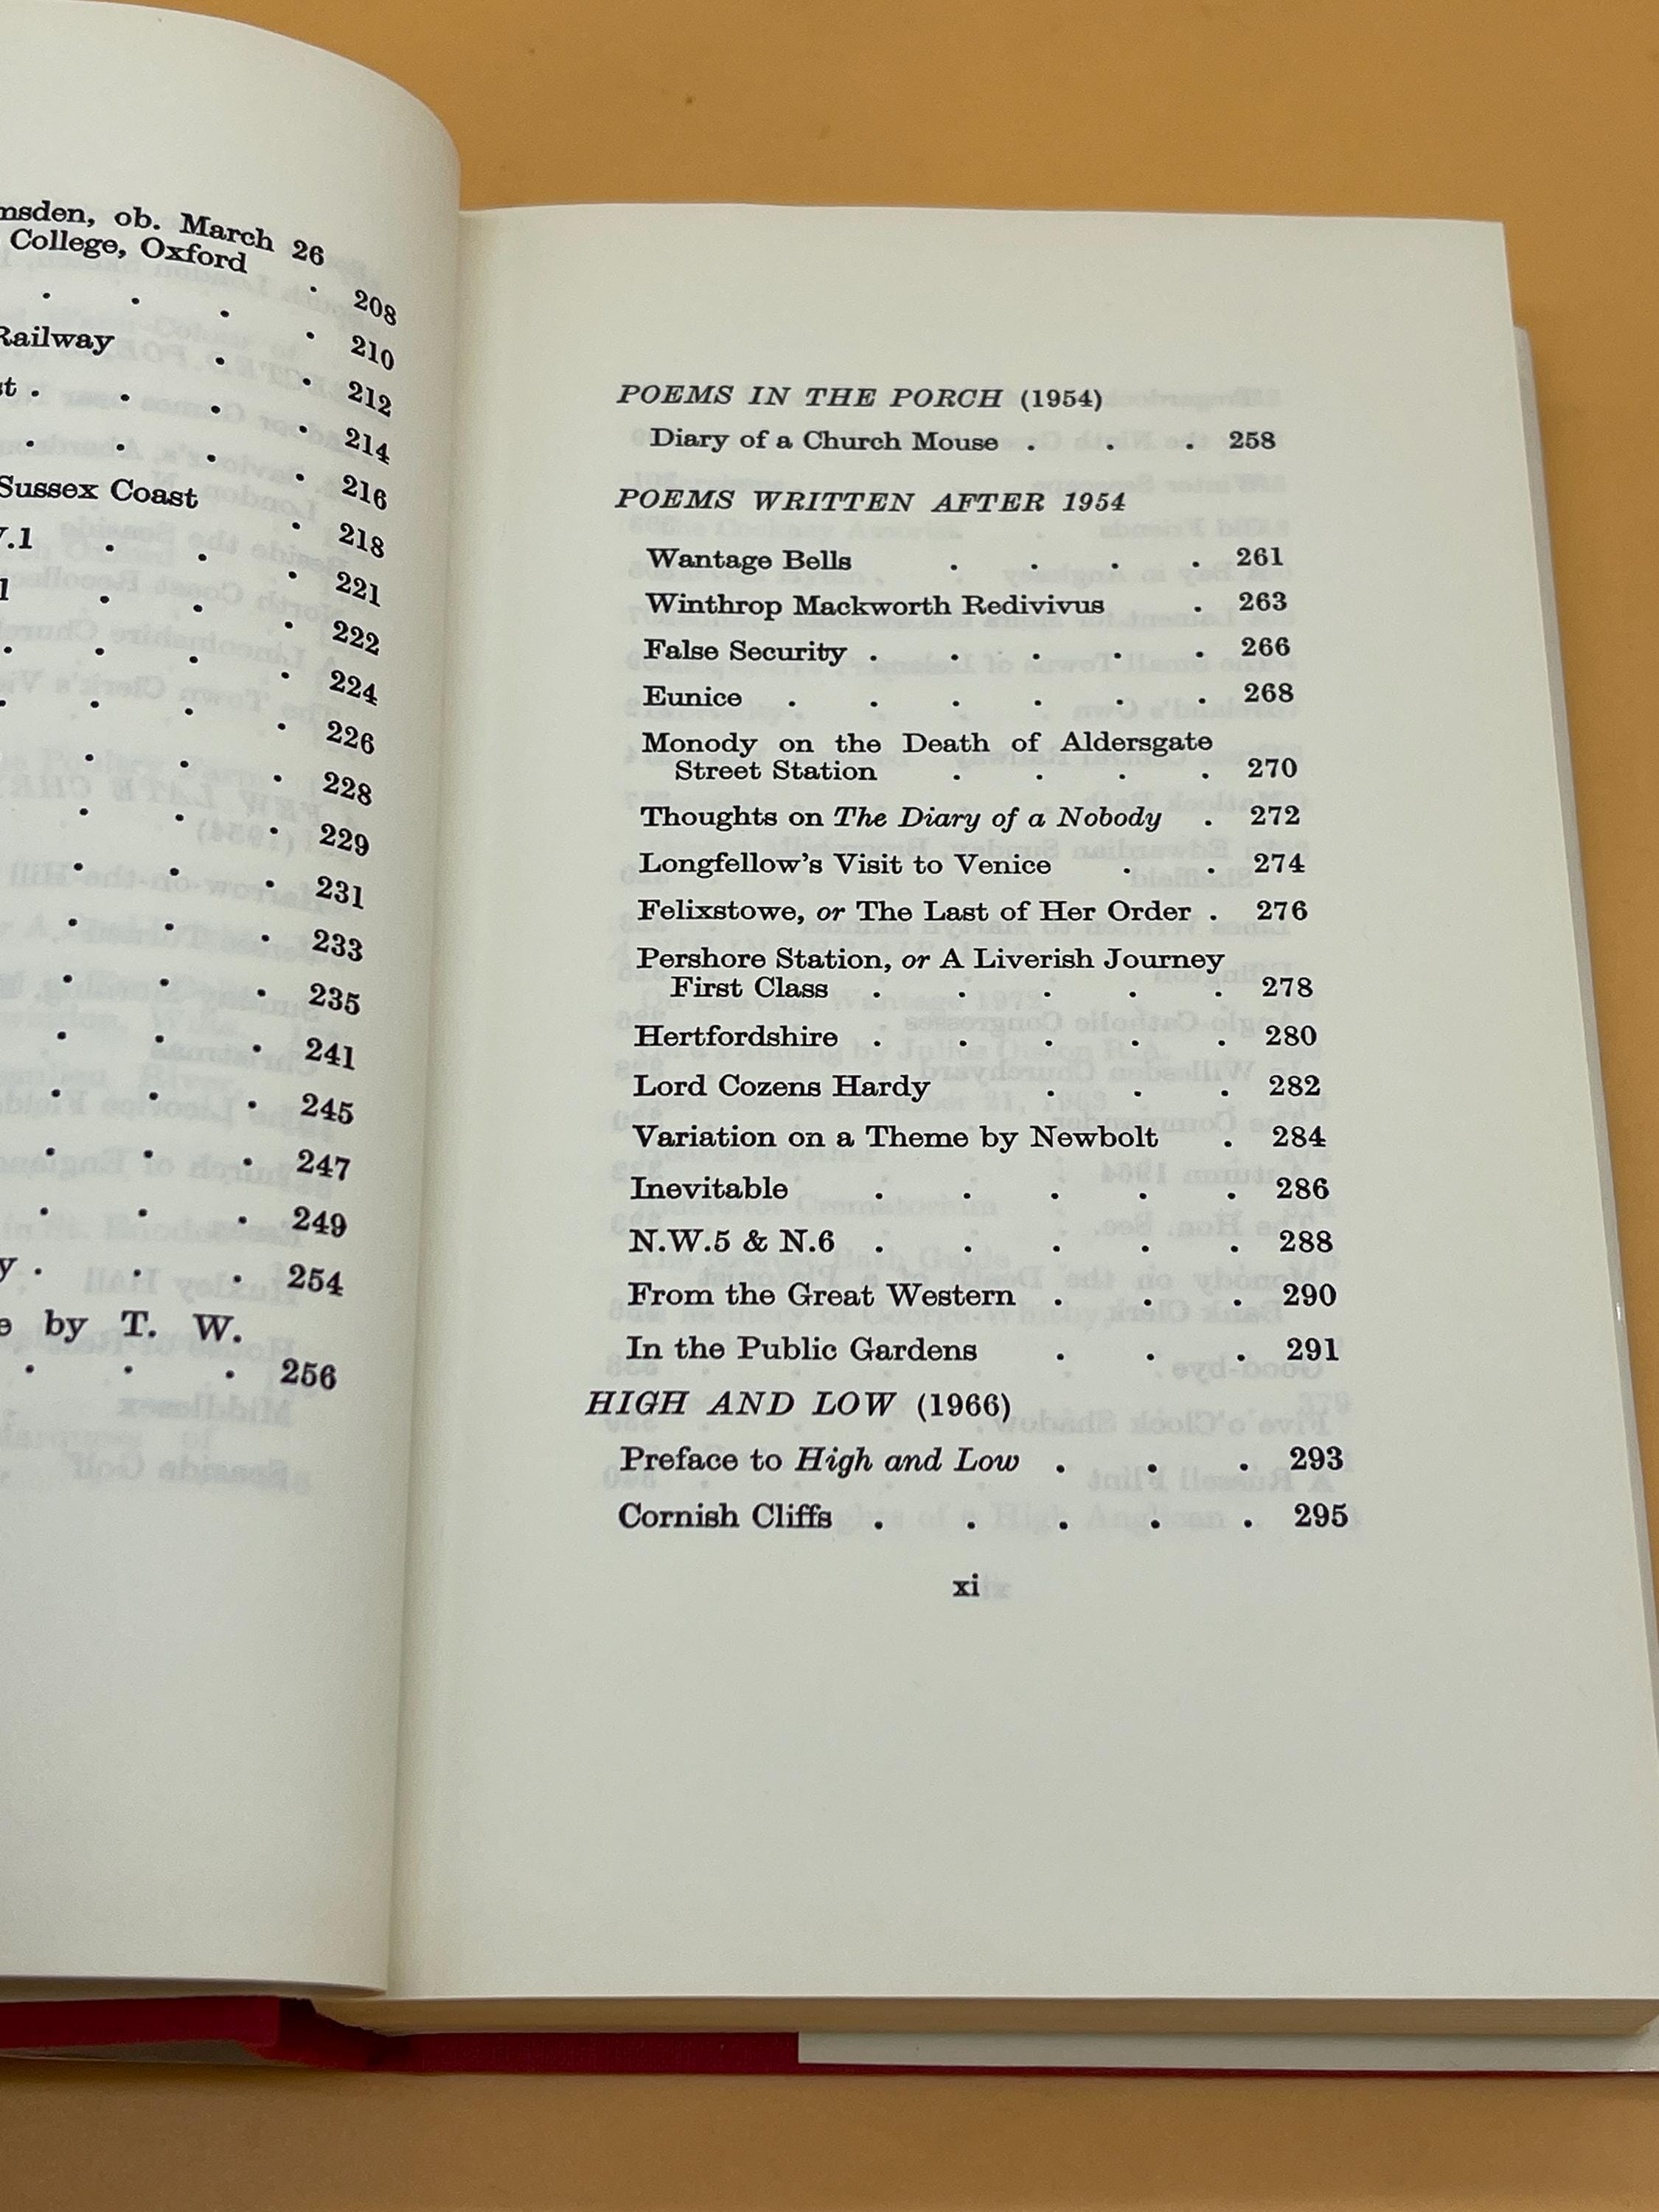 msden, ob. March 26
College, Oxford
. . . . 208
. 210
Railway . . 212
st . . . . 214
. . . . 216
Sussex Coast . 218
. . . 221
. . . 222
. . . . 224
. . . . 226
. . . 228
. . . 229
. . . 231
. . . 233
. . . 235
. . . 241
. . . 245
. . . 247
. . . 249
y . . . 254
e by T. W.
. . . 256
POEMS IN THE PORCH (1954)
Diary of a Church Mouse . . . 258
POEMS WRITTEN AFTER 1954
Wantage Bells . . . . 261
Winthrop Mackworth Redivivus . 263
False Security . . . . . 266
Eunice . . . . . . 268
Monody on the Death of Aldersgate
Street Station . . . . 270
Thoughts on The Diary of a Nobody . 272
Longfellow's Visit to Venice . . 274
Felixstowe, or The Last of Her Order . 276
Pershore Station, or A Liverish Journey
First Class . . . . . 278
Hertfordshire . . . . . 280
Lord Cozens Hardy . . . 282
Variation on a Theme by Newbolt . 284
Inevitable . . . . . 286
N.W.5 & N.6 . . . . . 288
From the Great Western . . . 290
In the Public Gardens . . . 291
HIGH AND LOW (1966)
Preface to High and Low . . . 293
Cornish Cliffs . . . . . 295
xi